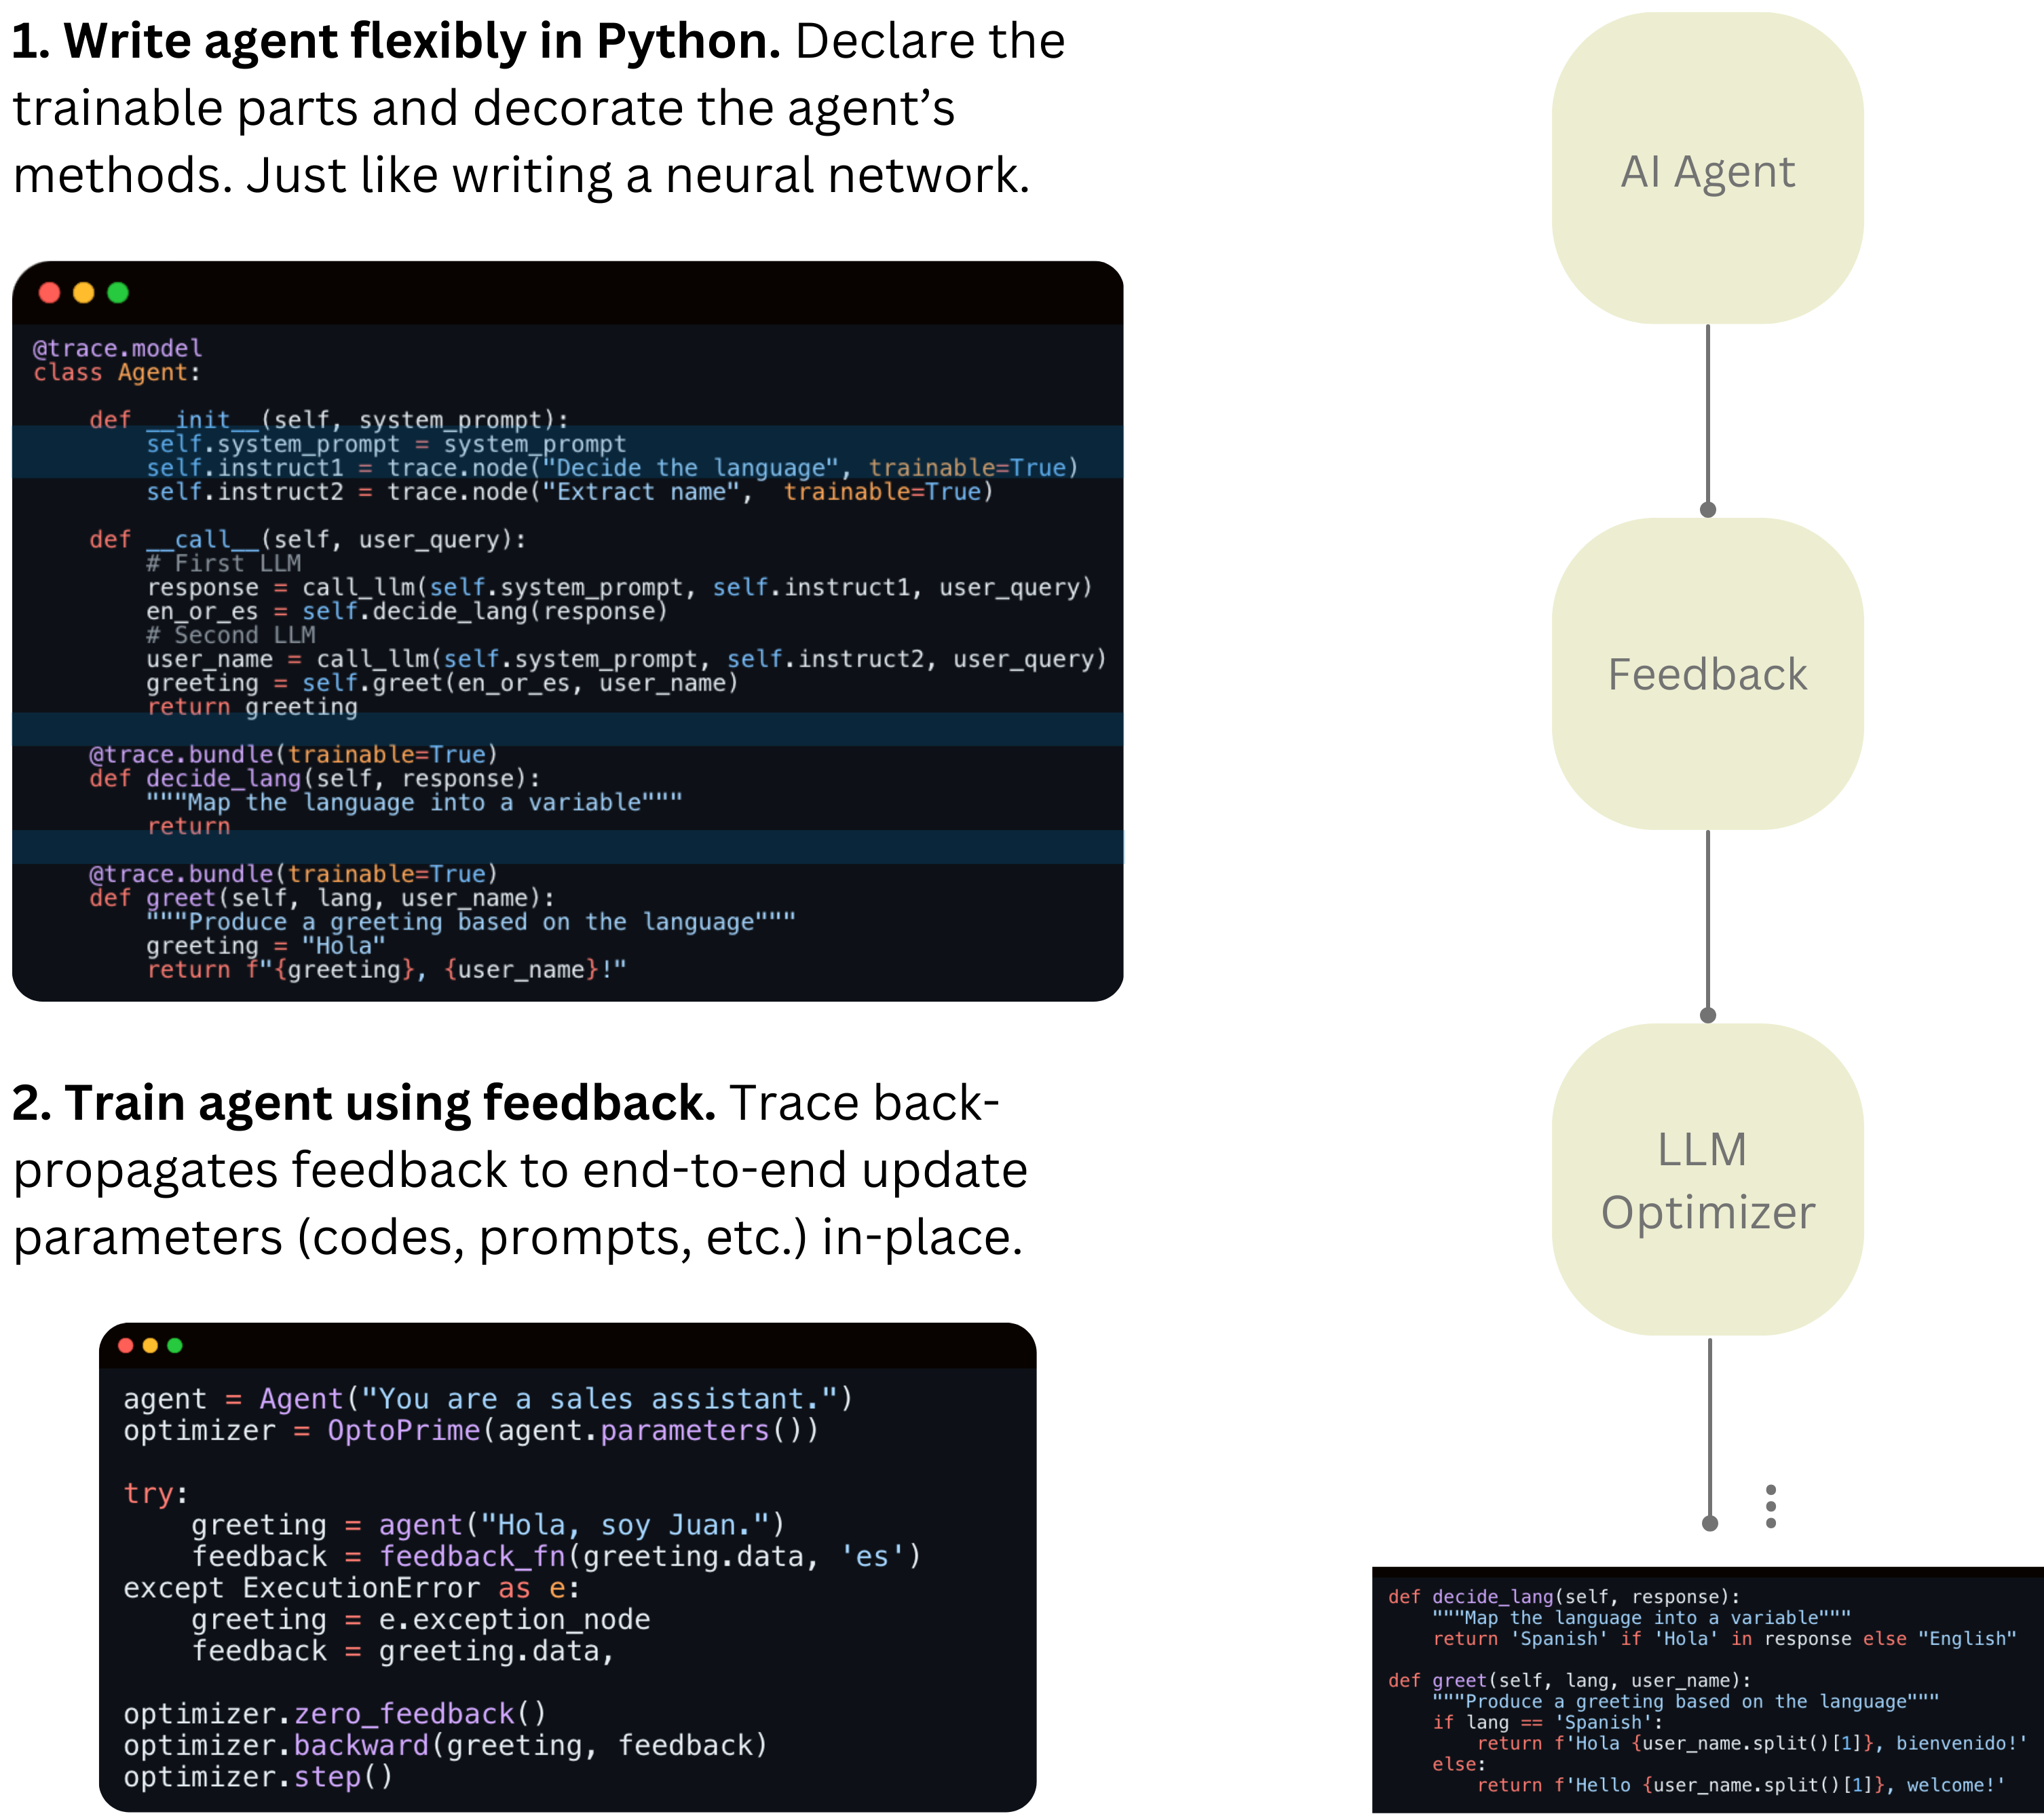 1. Write agent flexibly in Python. Declare the
trainable parts and decorate the agent’s
methods. Just like writing a neural network.
@trace.model
class Agent:
    def __init__(self, system_prompt):
        self.system_prompt = system_prompt
        self.instruct1 = trace.node("Decide the language", trainable=True)
        self.instruct2 = trace.node("Extract name",  trainable=True)
    def __call__(self, user_query):
        # First LLM
        response = call_llm(self.system_prompt, self.instruct1, user_query)
        en_or_es = self.decide_lang(response)
        # Second LLM
        user_name = call_llm(self.system_prompt, self.instruct2, user_query)
        greeting = self.greet(en_or_es, user_name)
        return greeting
    @trace.bundle(trainable=True)
    def decide_lang(self, response):
        """Map the language into a variable"""
        return
    @trace.bundle(trainable=True)
    def greet(self, lang, user_name):
        """Produce a greeting based on the language"""
        greeting = "Hola"
        return f"{greeting}, {user_name}!"
2. Train agent using feedback. Trace back-
propagates feedback to end-to-end update
parameters (codes, prompts, etc.) in-place.
agent = Agent("You are a sales assistant.")
optimizer = OptoPrime(agent.parameters())
try:
    greeting = agent("Hola, soy Juan.")
    feedback = feedback_fn(greeting.data, 'es')
except ExecutionError as e:
    greeting = e.exception_node
    feedback = greeting.data,
optimizer.zero_feedback()
optimizer.backward(greeting, feedback)
optimizer.step()
AI Agent
Feedback
LLM
Optimizer
def decide_lang(self, response):
    """Map the language into a variable"""
    return 'Spanish' if 'Hola' in response else "English"
def greet(self, lang, user_name):
    """Produce a greeting based on the language"""
    if lang == 'Spanish':
        return f'Hola {user_name.split()[1]}, bienvenido!'
    else:
        return f'Hello {user_name.split()[1]}, welcome!'